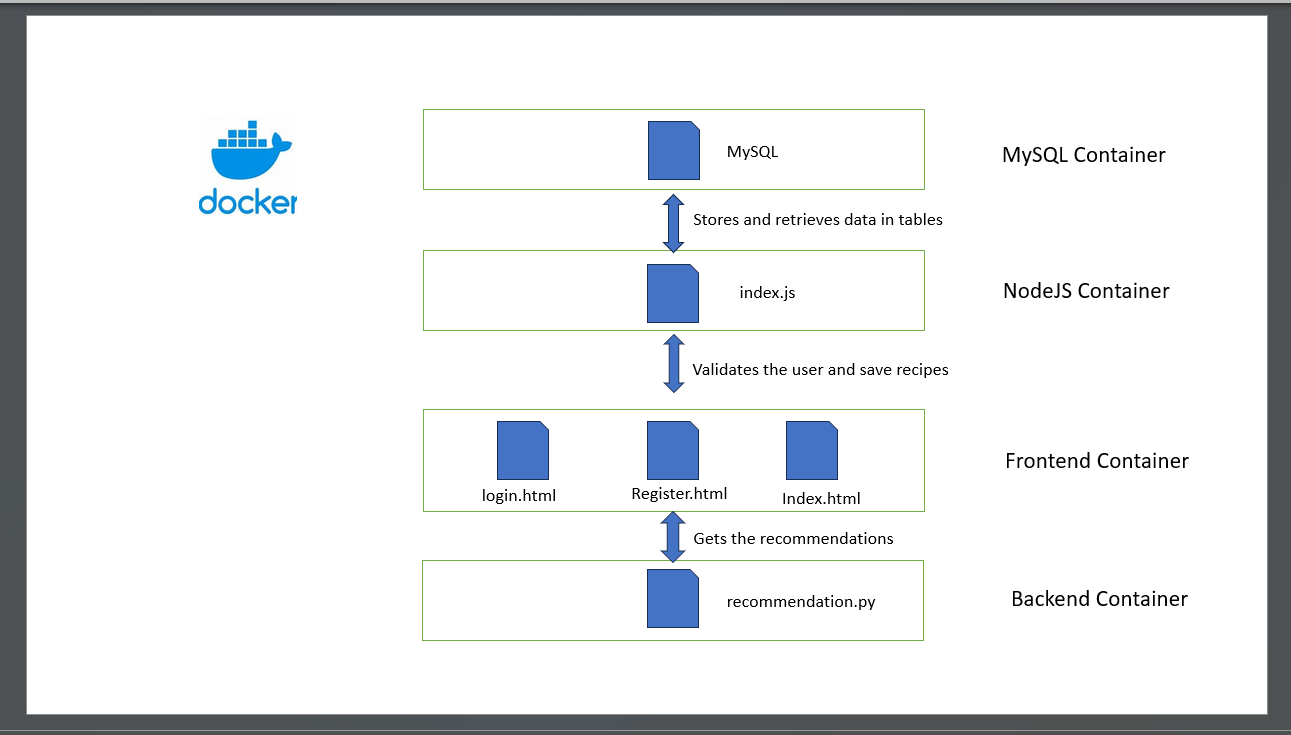 docker
MySQL
MySQL Container
Stores and retrieves data in tables
index.js
NodeJS Container
Validates the user and save recipes
login.html
Register.html
Index.html
Frontend Container
Gets the recommendations
recommendation.py
Backend Container